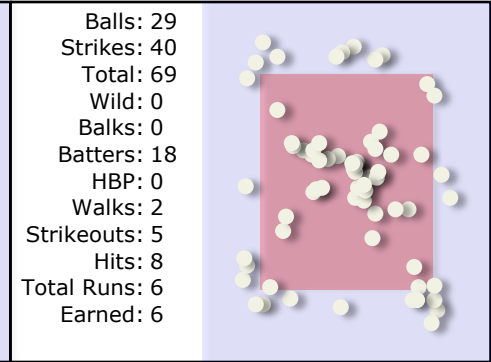 Balls: 29
Strikes: 40
Total: 69
Wild: 0
Balks: 0
Batters: 18
HBP: 0
Walks: 2
Strikeouts: 5
Hits: 8
Total Runs: 6
Earned: 6